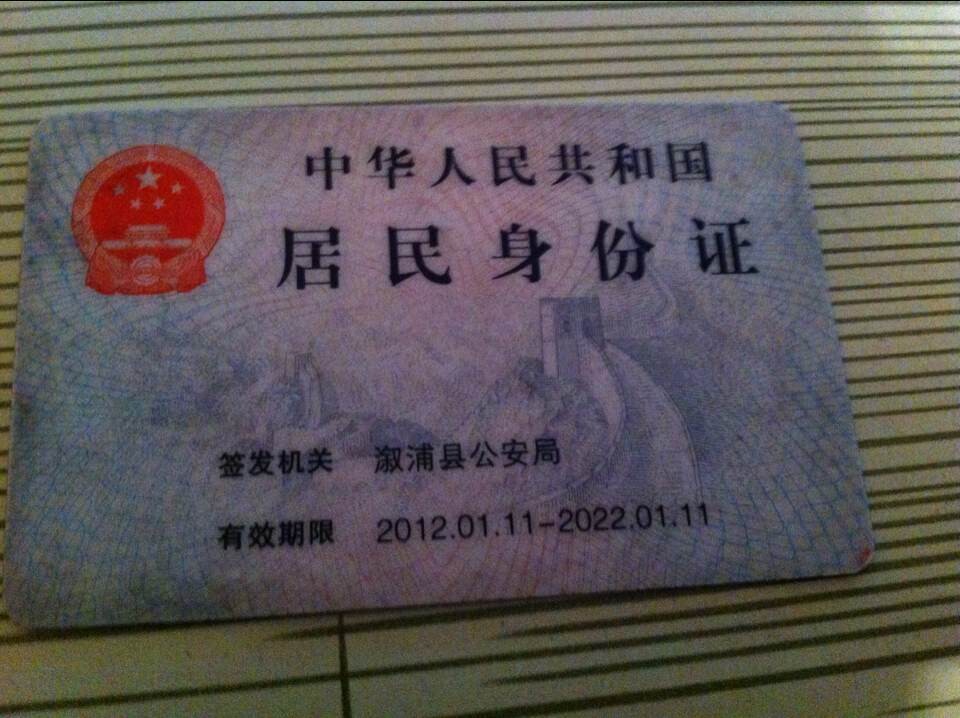 中华人民共和国
居民身份证
签发机关 溆浦县公安局
有效期限 2012.01.11-2022.01.11